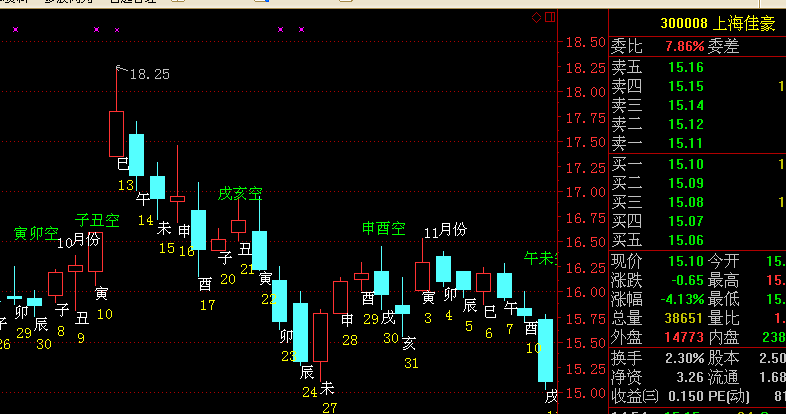 300008 上海佳豪
委比 7.86% 委差
卖五 15.16
卖四 15.15 1
卖三 15.14
卖二 15.12
卖一 15.11
买一 15.10 1
买二 15.09
买三 15.08 1
买四 15.07
买五 15.06
现价 15.10 今开 15.
涨跌 -0.65 最高 15.
涨幅 -4.13% 最低 15.
总量 38651 量比 1.
外盘 14773 内盘 238
换手 2.30% 股本 2.50
净资 3.26 流通 1.68
收益㈢ 0.150 PE(动) 81
18.50
18.25
18.00
17.75
17.50
17.25
17.00
16.75
16.50
16.25
16.00
15.75
15.50
15.25
15.00
18.25
寅卯空
子丑空
戌亥空
申酉空
午未
10月份
11月份
子 26
卯 29
辰 30
子 8
丑 9
寅 10
巳 13
午 14
未 15
申 16
酉 17
子 20
丑 21
寅 22
卯 23
辰 24
未 27
申 28
酉 29
戌 30
亥 31
寅 3
卯 4
辰 5
巳 6
午 7
酉 10
戌